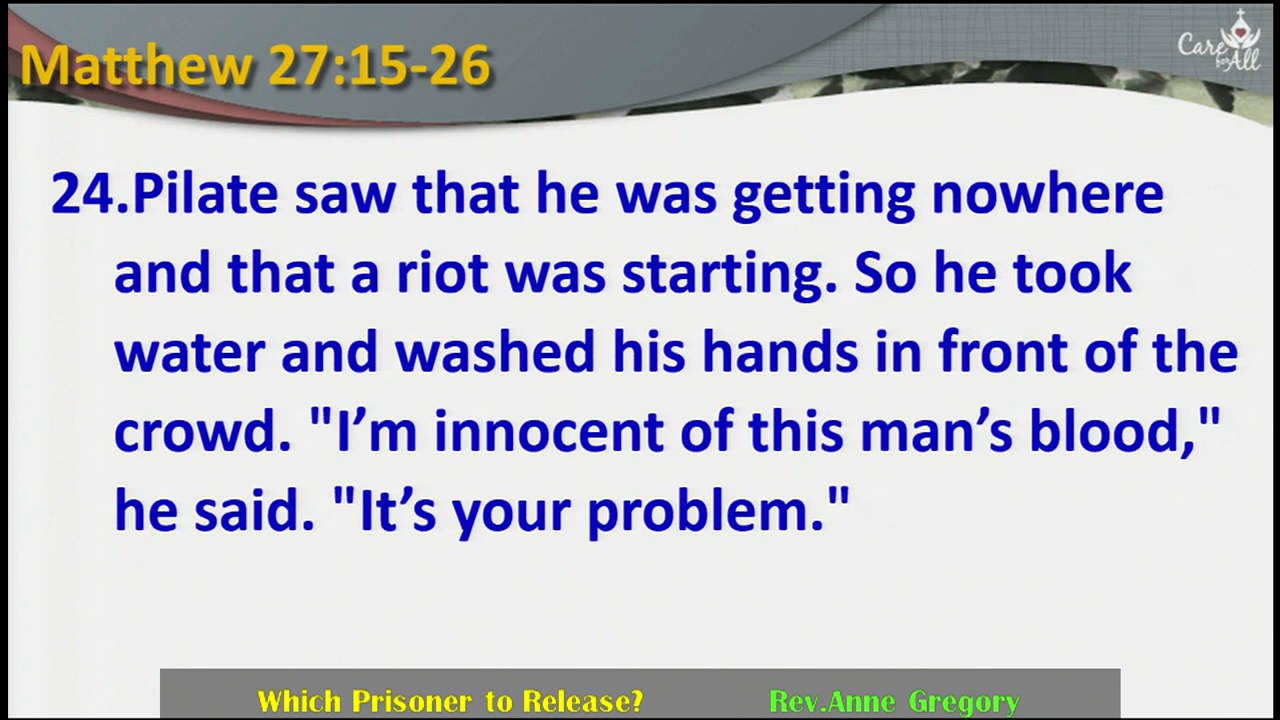 Matthew 27:15-26
Care
for All
24.Pilate saw that he was getting nowhere
and that a riot was starting. So he took
water and washed his hands in front of the
crowd. "I’m innocent of this man’s blood,"
he said. "It’s your problem."
Which Prisoner to Release? Rev.Anne Gregory